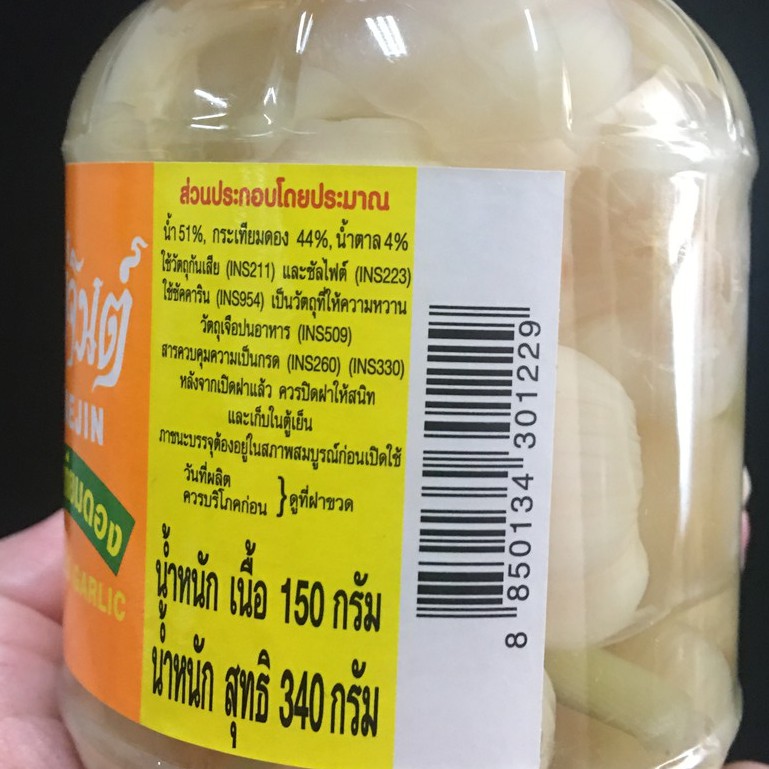 ส่วนประกอบโดยประมาณ
น้ำ 51%, กระเทียมดอง 44%, น้ำตาล 4%
ใช้วัตถุกันเสีย (INS211) และซัลไฟต์ (INS223)
ใช้ซัคคาริน (INS954) เป็นวัตถุที่ให้ความหวาน
วัตถุเจือปนอาหาร (INS509)
สารควบคุมความเป็นกรด (INS260) (INS330)
หลังจากเปิดฝาแล้ว ควรปิดฝาให้สนิท
และเก็บในตู้เย็น
ภาชนะบรรจุต้องอยู่ในสภาพสมบูรณ์ก่อนเปิดใช้
วันที่ผลิต
ควรบริโภคก่อน } ดูที่ฝาขวด
น้ำหนัก เนื้อ 150 กรัม
น้ำหนัก สุทธิ 340 กรัม
8 850134 301229
GARLIC